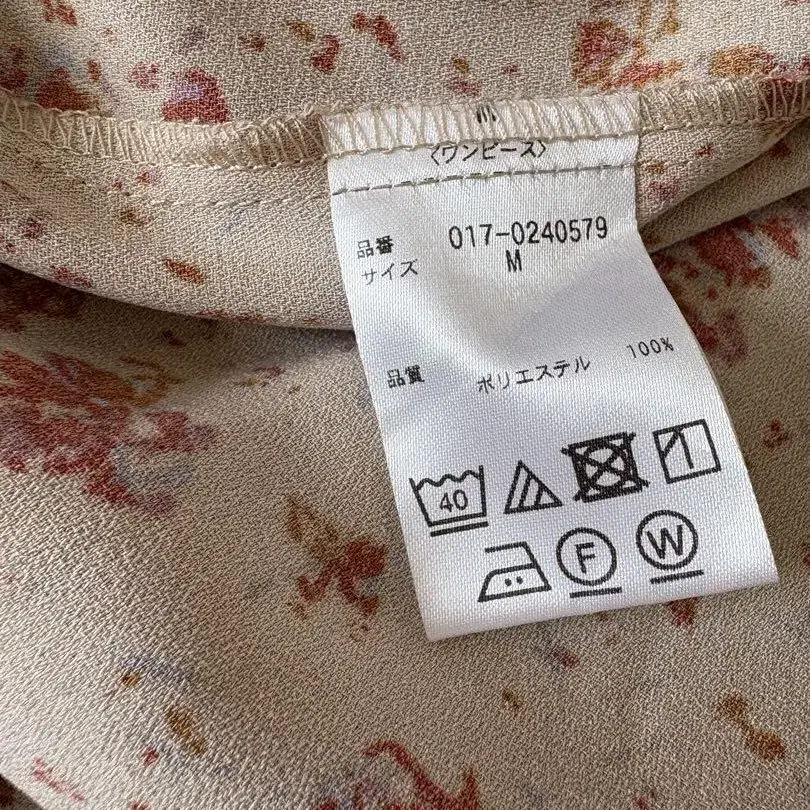 〈ワンピース〉
品番 017-0240579
サイズ M
品質 ポリエステル 100%
40
F W